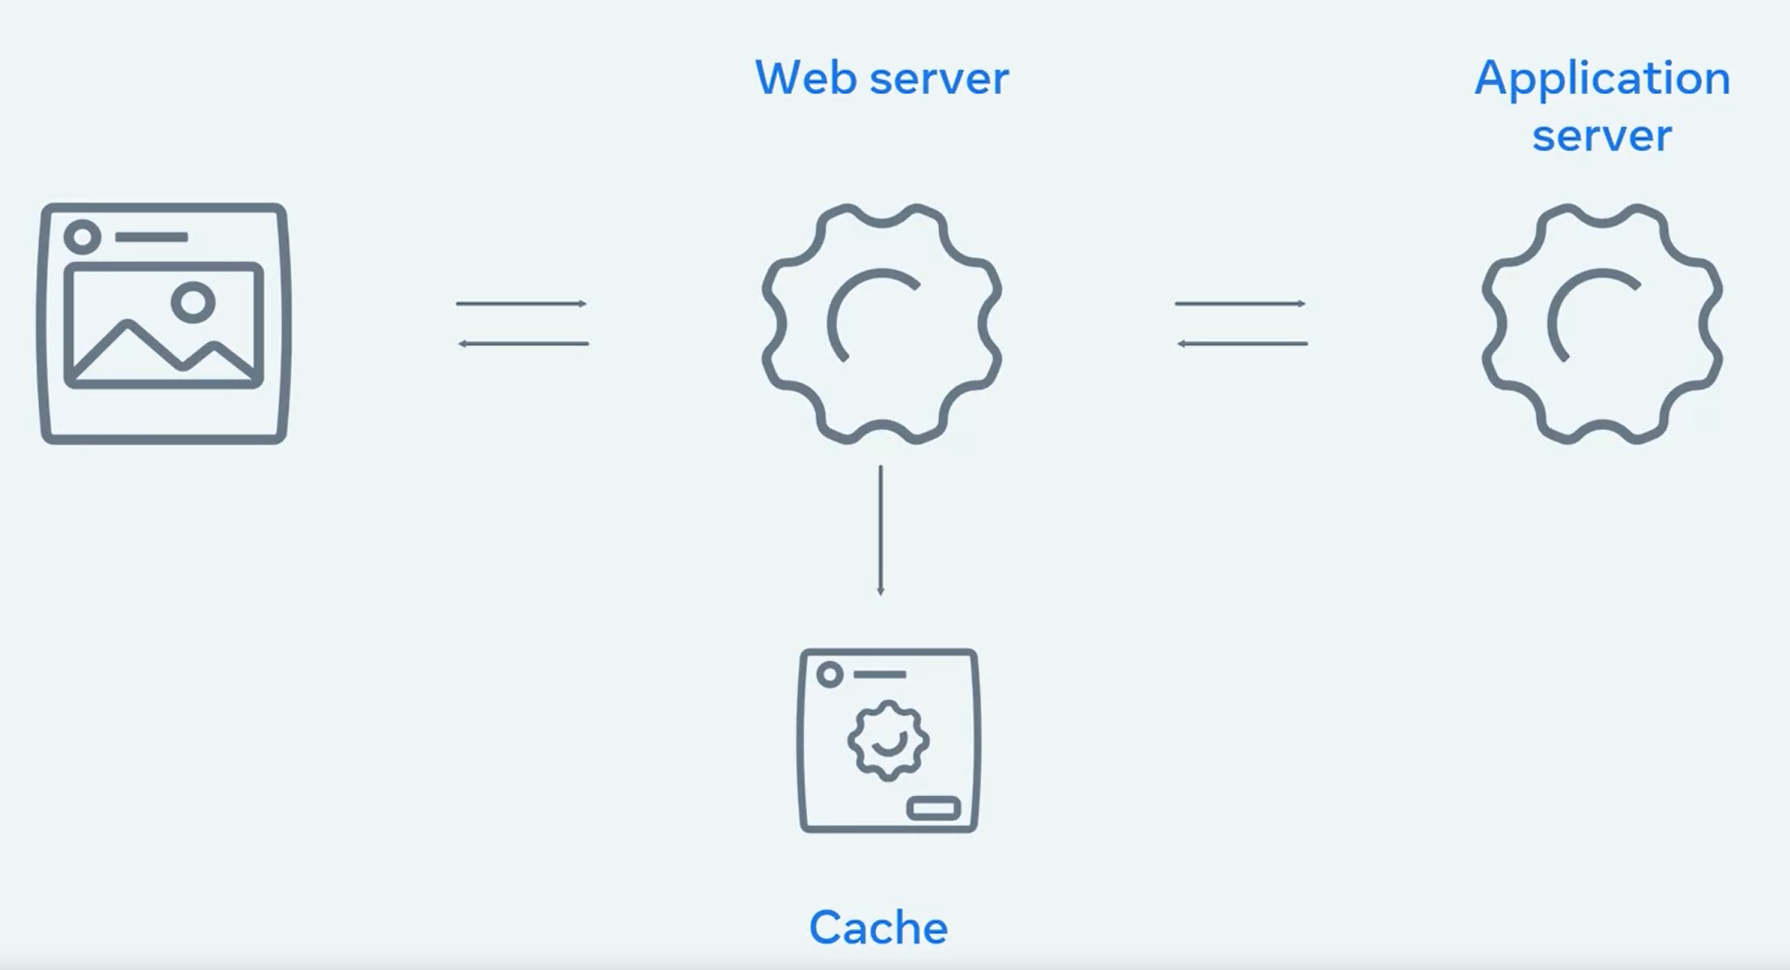 Web server
Application
server
Cache